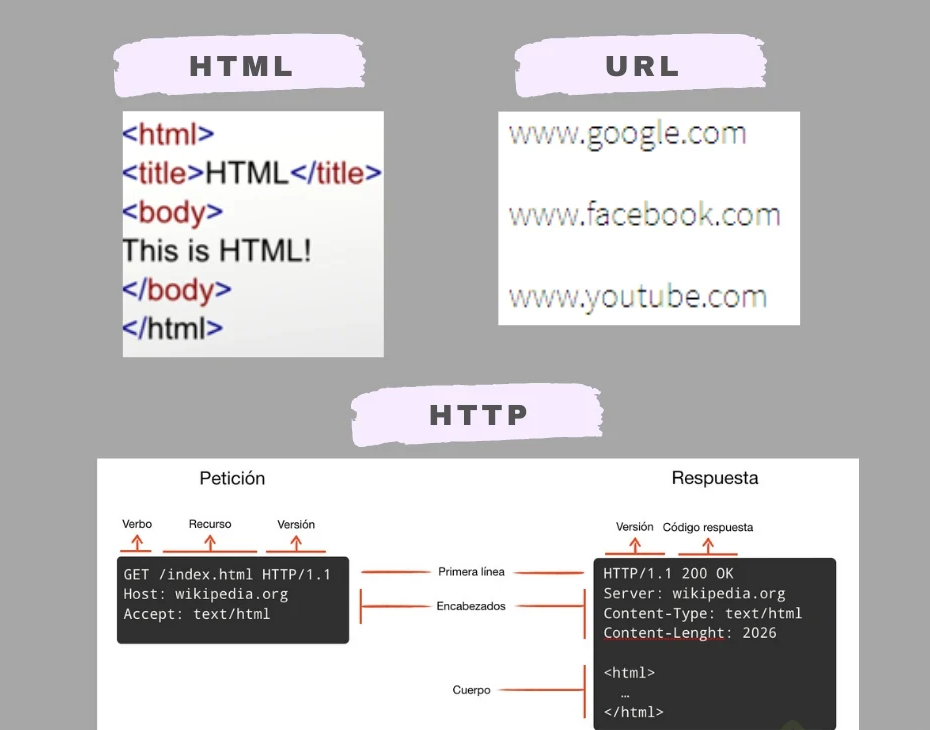 HTML
<html>
<title>HTML</title>
<body>
This is HTML!
</body>
</html>
URL
www.google.com
www.facebook.com
www.youtube.com
HTTP
Petición
Verbo Recurso Versión
GET /index.html HTTP/1.1
Host: wikipedia.org
Accept: text/html
Primera línea
Encabezados
Cuerpo
Respuesta
Versión Código respuesta
HTTP/1.1 200 OK
Server: wikipedia.org
Content-Type: text/html
Content-Lenght: 2026
<html>
…
</html>